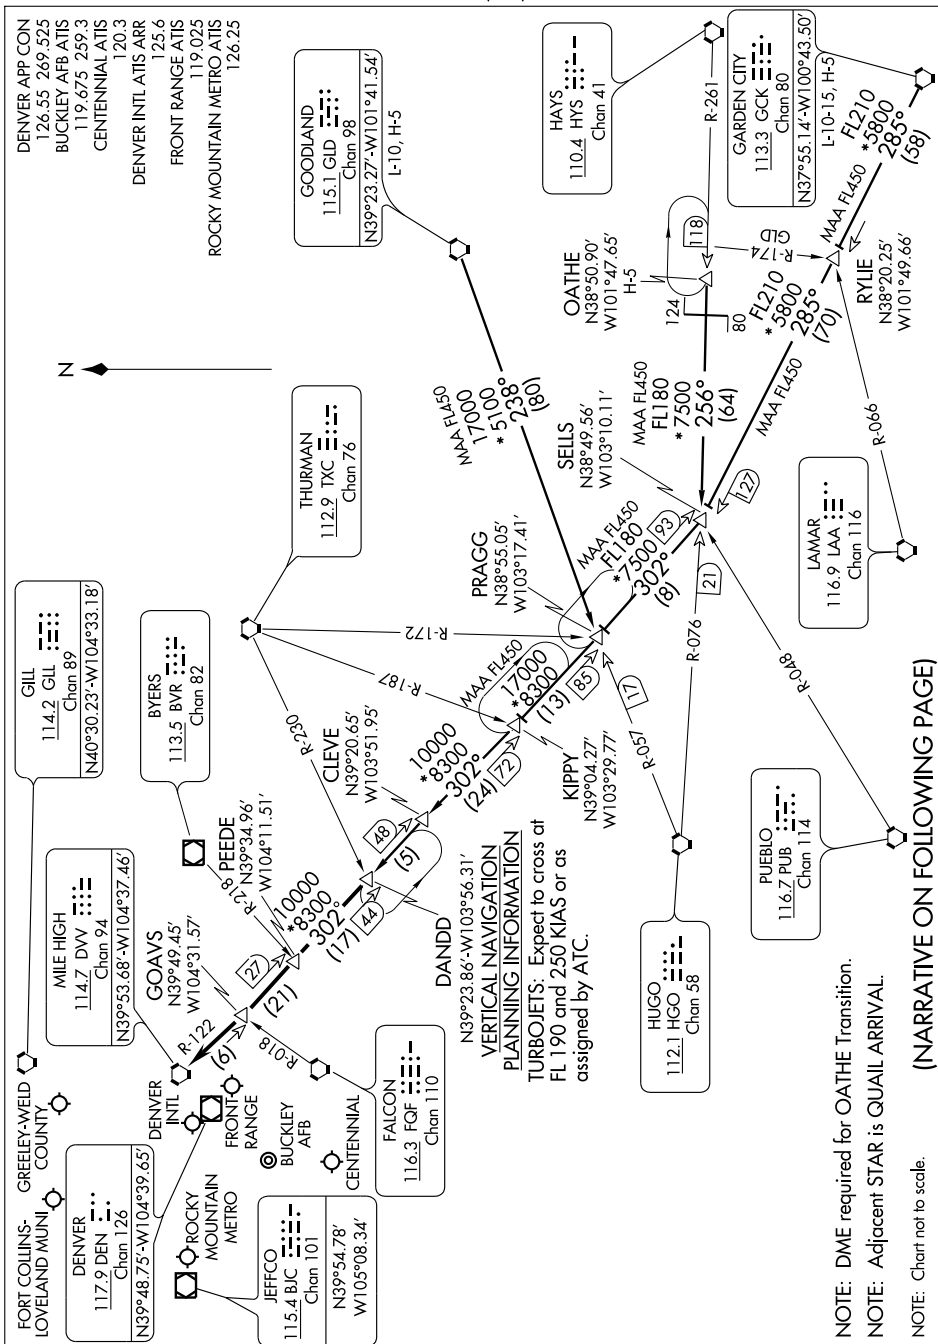 DENVER APP CON
126.55 269.525
BUCKLEY AFB ATIS
119.675 259.3
CENTENNIAL ATIS
120.3
DENVER INTL ATIS ARR
125.6
FRONT RANGE ATIS
119.025
ROCKY MOUNTAIN METRO ATIS
126.25
N
FORT COLLINS-
LOVELAND MUNI
GREELEY-WELD
COUNTY
GILL
114.2 GLL
Chan 89
N40°30.23'-W104°33.18'
MILE HIGH
114.7 DVV
Chan 94
N39°53.68'-W104°37.46'
DENVER
117.9 DEN
Chan 126
N39°48.75'-W104°39.65'
DENVER
INTL
FRONT
RANGE
ROCKY
MOUNTAIN
METRO
BUCKLEY
AFB
CENTENNIAL
JEFFCO
115.4 BJC
Chan 101
N39°54.78'
W105°08.34'
FALCON
116.3 FQF
Chan 110
R-018
R-122
(6)
GOAVS
N39°49.45'
W104°31.57'
(21)
27
BYERS
113.5 BVR
Chan 82
R-218
PEEDE
N39°34.96'
W104°11.51'
10000
*8300
302°
(17)
44
DANDD
N39°23.86'-W103°56.31'
(5)
48
CLEVE
N39°20.65'
W103°51.95'
R-230
THURMAN
112.9 TXC
Chan 76
R-187
R-172
10000
*8300
302°
(24)
72
KIPPY
N39°04.27'
W103°29.77'
MAA FL450
17000
*8300
(13)
85
PRAGG
N38°55.05'
W103°17.41'
17
R-057
MAA FL450
FL180
*7500
302°
(8)
93
SELLS
N38°49.56'
W103°10.11'
127
21
R-076
R-048
HUGO
112.1 HGO
Chan 58
PUEBLO
116.7 PUB
Chan 114
LAMAR
116.9 LAA
Chan 116
R-066
GOODLAND
115.1 GLD
Chan 98
N39°23.27'-W101°41.54'
L-10, H-5
MAA FL450
17000
*5100
238°
(80)
HAYS
110.4 HYS
Chan 41
R-261
118
OATHE
N38°50.90'
W101°47.65'
H-5
124
80
MAA FL450
FL180
*7500
256°
(64)
GARDEN CITY
113.3 GCK
Chan 80
N37°55.14'-W100°43.50'
L-10-15, H-5
FL210
*5800
285°
(58)
MAA FL450
R-174
GLD
RYLIE
N38°20.25'
W101°49.66'
FL210
*5800
285°
(70)
MAA FL450
VERTICAL NAVIGATION
PLANNING INFORMATION
TURBOJETS: Expect to cross at
FL 190 and 250 KIAS or as
assigned by ATC.
NOTE: DME required for OATHE Transition.
NOTE: Adjacent STAR is QUAIL ARRIVAL.
NOTE: Chart not to scale.
(NARRATIVE ON FOLLOWING PAGE)